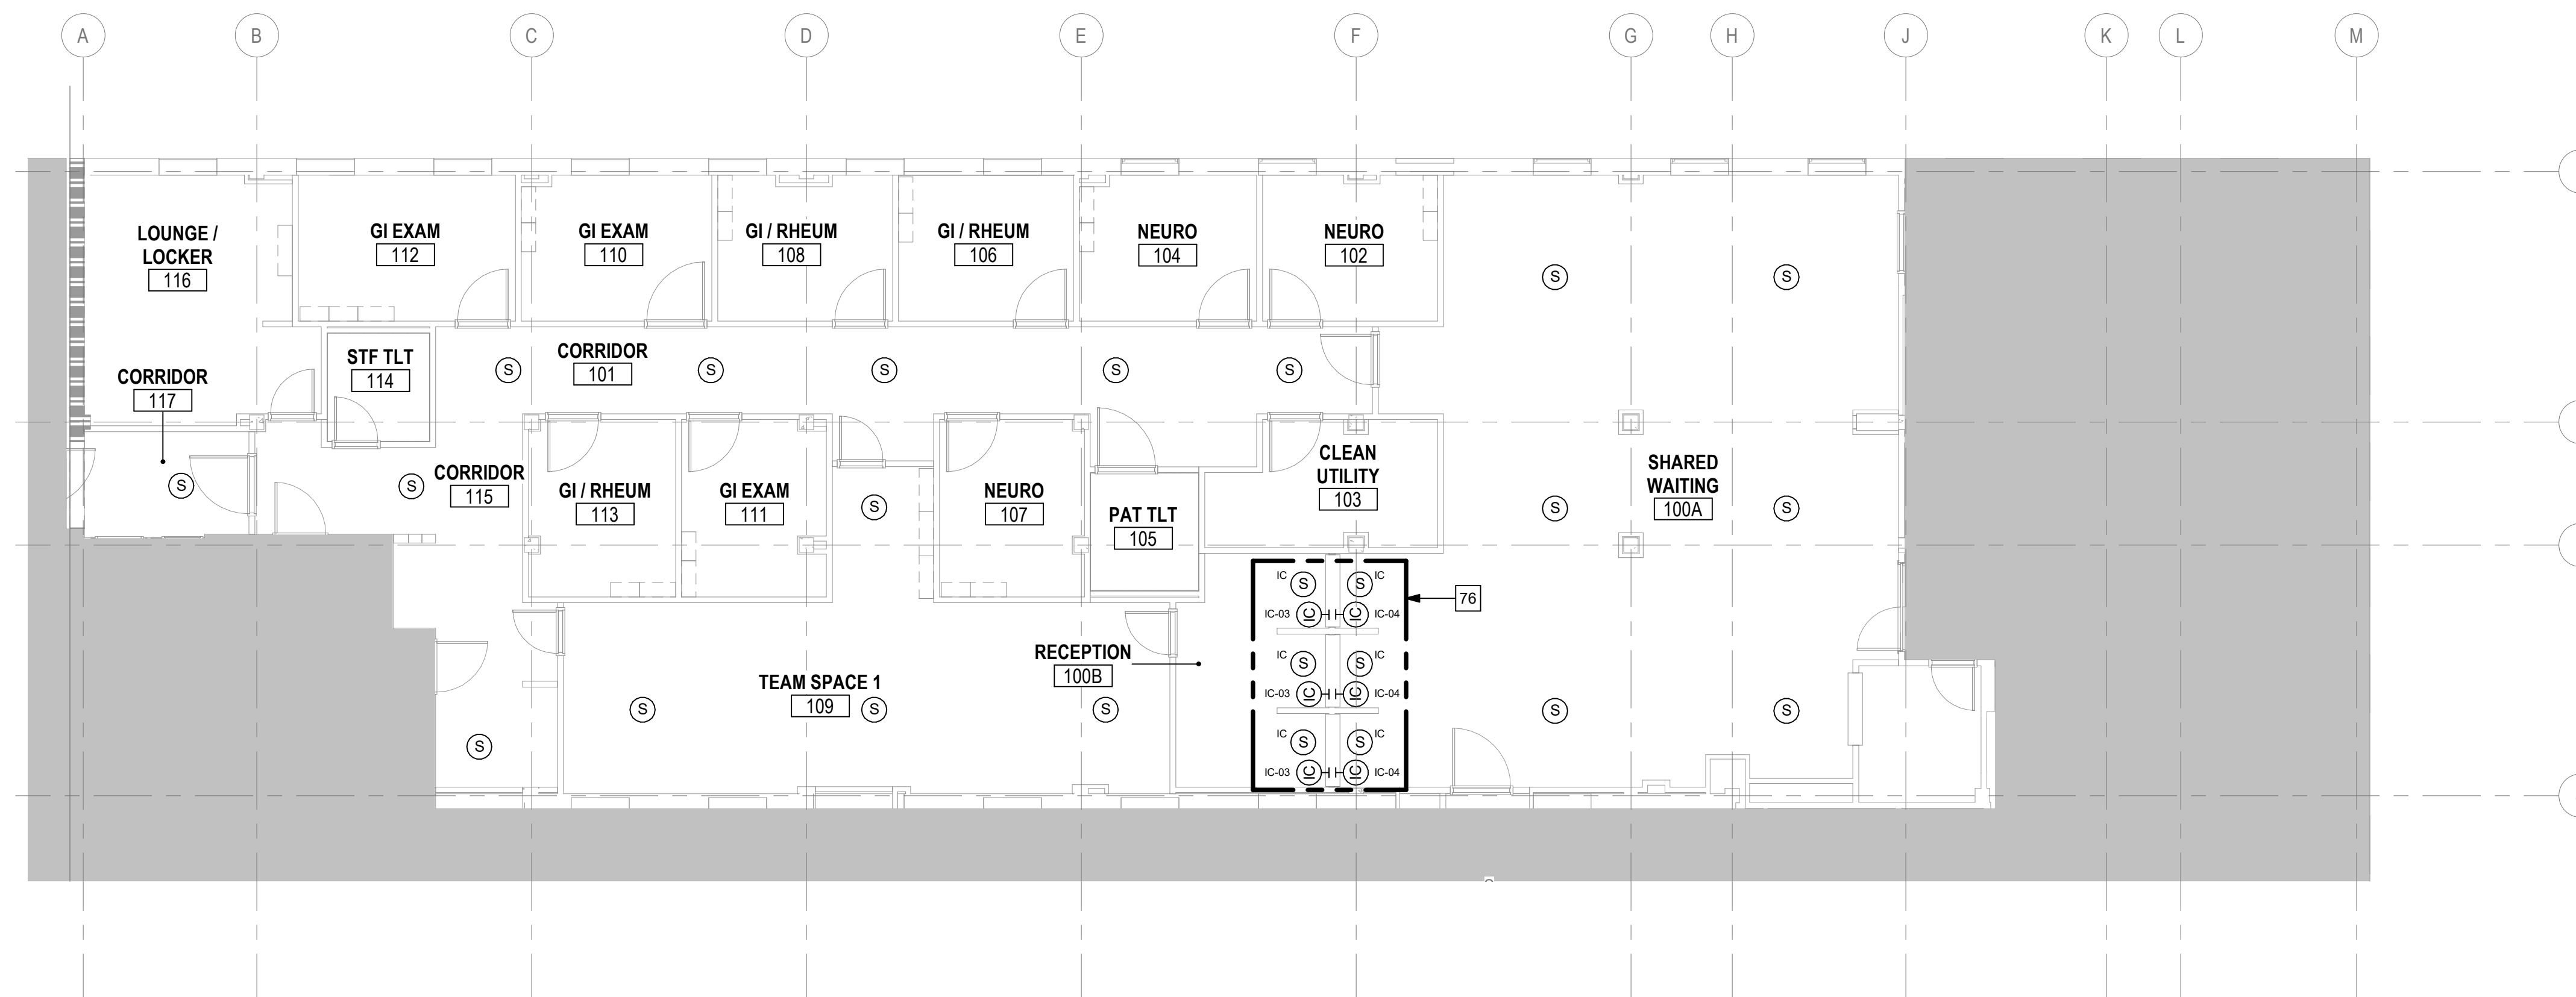 A B C D E F G H J K L M
LOUNGE /
LOCKER
116
GI EXAM
112
GI EXAM
110
GI / RHEUM
108
GI / RHEUM
106
NEURO
104
NEURO
102
S S
CORRIDOR
117
STF TLT
114
S
CORRIDOR
101
S S S S
S
S
CORRIDOR
115
GI / RHEUM
113
GI EXAM
111
S
NEURO
107
PAT TLT
105
CLEAN
UTILITY
103
S
SHARED
WAITING
100A
S
IC S S IC
IC-03 IC IC IC-04
76
IC S S IC
IC-03 IC IC IC-04
IC S S IC
IC-03 IC IC IC-04
RECEPTION
100B
TEAM SPACE 1
109
S S S
S
S S